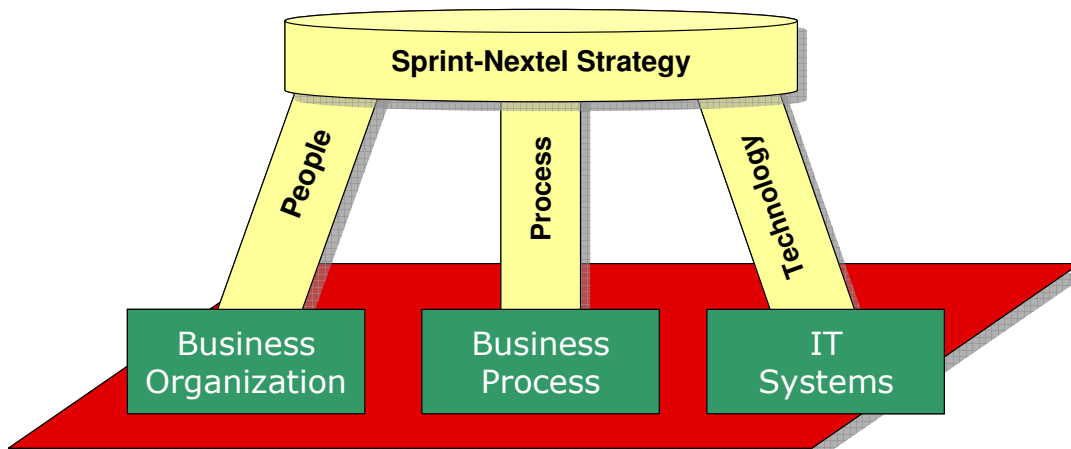 Sprint-Nextel Strategy
People
Process
Technology
Business
Organization
Business
Process
IT
Systems